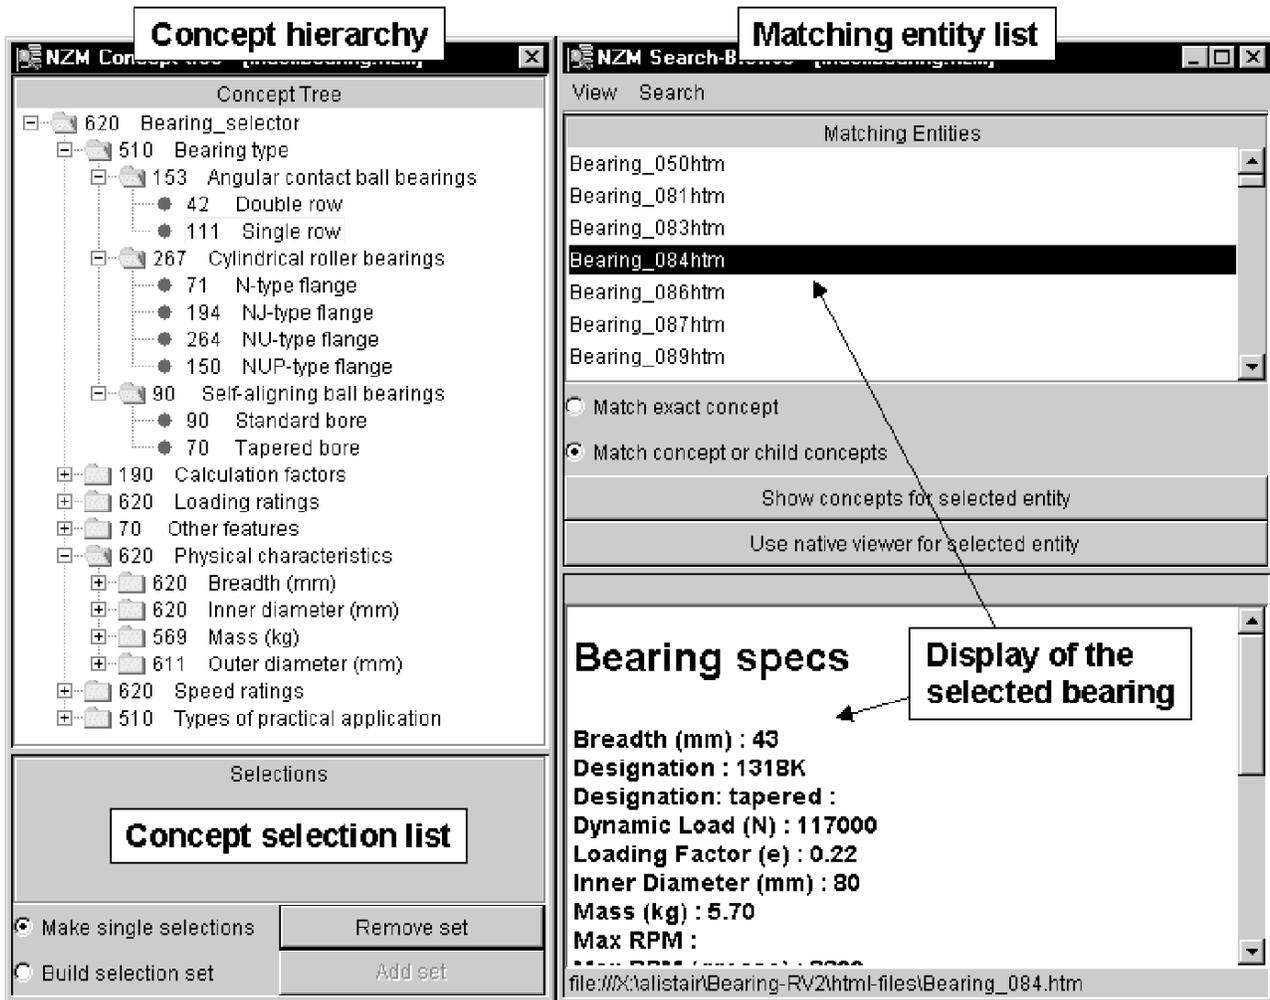 Concept hierarchy
Matching entity list
Concept Tree
620 Bearing_selector
510 Bearing type
153 Angular contact ball bearings
42 Double row
111 Single row
267 Cylindrical roller bearings
71 N-type flange
194 NJ-type flange
264 NU-type flange
150 NUP-type flange
90 Self-aligning ball bearings
90 Standard bore
70 Tapered bore
190 Calculation factors
620 Loading ratings
70 Other features
620 Physical characteristics
620 Breadth (mm)
620 Inner diameter (mm)
569 Mass (kg)
611 Outer diameter (mm)
620 Speed ratings
510 Types of practical application
Selections
Concept selection list
Make single selections
Remove set
Build selection set
Add set
NZM Search-Browse
View Search
Matching Entities
Bearing_050htm
Bearing_081htm
Bearing_083htm
Bearing_084htm
Bearing_086htm
Bearing_087htm
Bearing_089htm
Match exact concept
Match concept or child concepts
Show concepts for selected entity
Use native viewer for selected entity
Bearing specs
Display of the
selected bearing
Breadth (mm) : 43
Designation : 1318K
Designation: tapered :
Dynamic Load (N) : 117000
Loading Factor (e) : 0.22
Inner Diameter (mm) : 80
Mass (kg) : 5.70
Max RPM :
file:///X:\alistair\Bearing-RV2\html-files\Bearing_084.htm